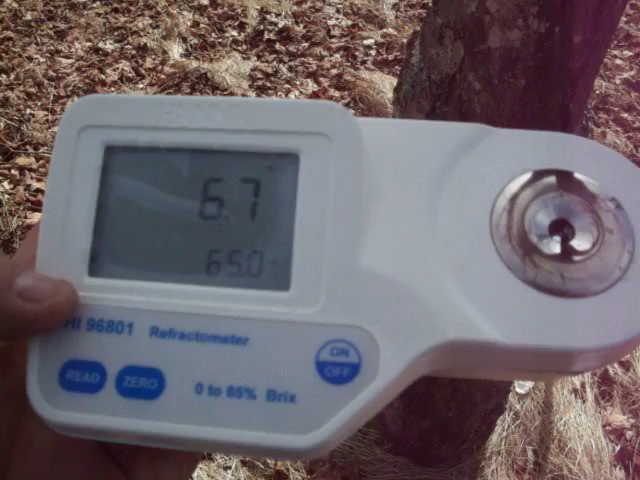 6.7
65.0
HI 96801 Refractometer
READ ZERO 0 to 85% Brix
ON
OFF